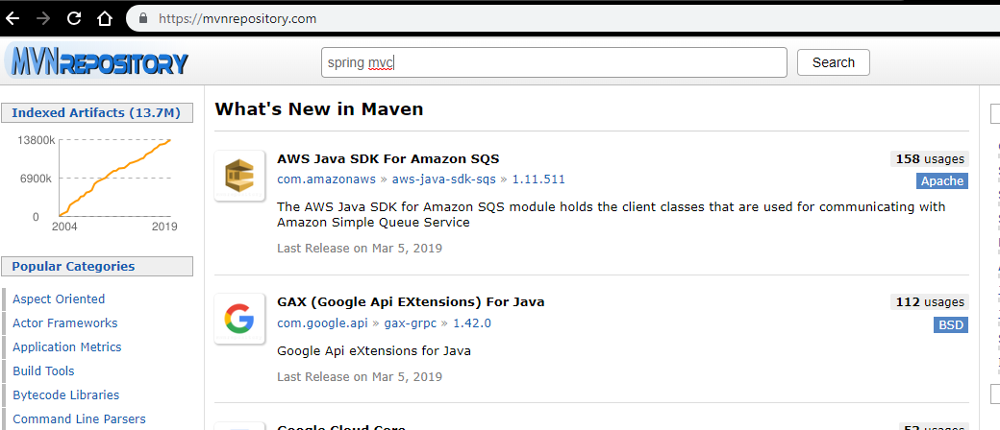 https://mvnrepository.com
MVNREPOSITORY
spring mvc
Search
Indexed Artifacts (13.7M)
13800k
6900k
0
2004 2019
Popular Categories
Aspect Oriented
Actor Frameworks
Application Metrics
Build Tools
Bytecode Libraries
Command Line Parsers
What's New in Maven
AWS Java SDK For Amazon SQS
158 usages
com.amazonaws » aws-java-sdk-sqs » 1.11.511
Apache
The AWS Java SDK for Amazon SQS module holds the client classes that are used for communicating with
Amazon Simple Queue Service
Last Release on Mar 5, 2019
GAX (Google Api EXtensions) For Java
112 usages
com.google.api » gax-grpc » 1.42.0
BSD
Google Api eXtensions for Java
Last Release on Mar 5, 2019
Google Cloud Core
52 usages